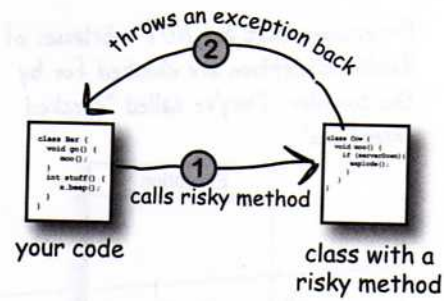 throws an exception back
2
class Bar {
void go() {
moo();
}
int stuff() {
x.beep();
}
}
1
calls risky method
class Cow {
void moo() {
if (serverDown){
explode();
}
}
}
your code
class with a
risky method